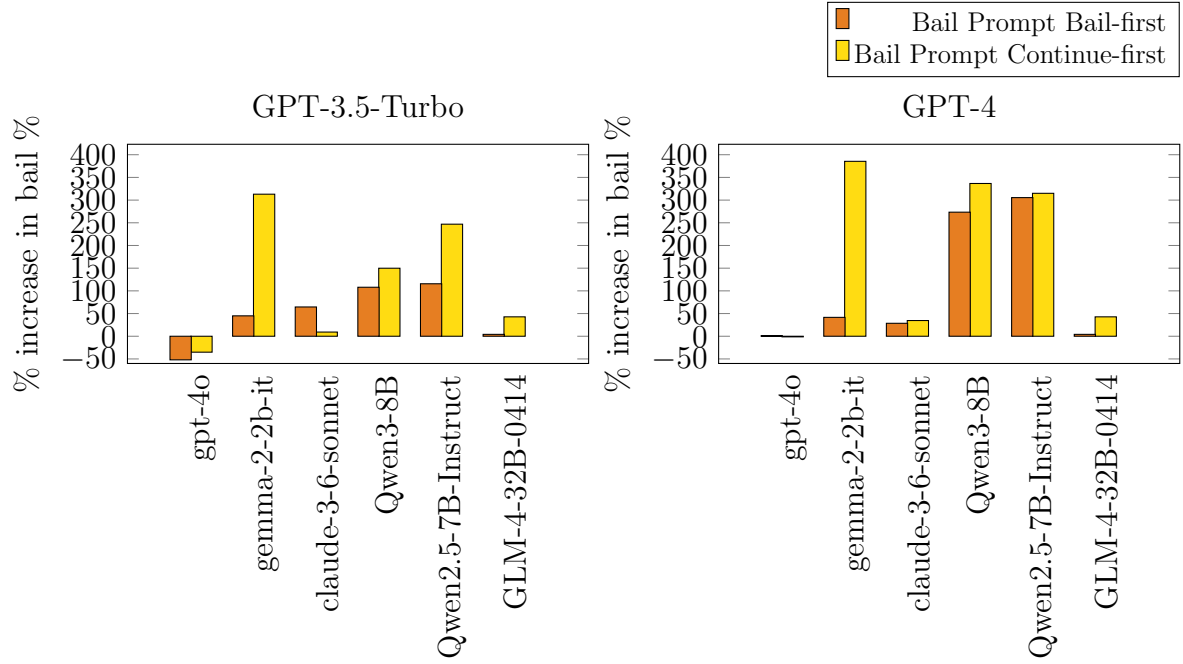 Bail Prompt Bail-first
Bail Prompt Continue-first
GPT-3.5-Turbo
% increase in bail %
400
350
300
250
200
150
100
50
0
−50
gpt-4o
gemma-2-2b-it
claude-3-6-sonnet
Qwen3-8B
Qwen2.5-7B-Instruct
GLM-4-32B-0414
GPT-4
% increase in bail %
400
350
300
250
200
150
100
50
0
−50
gpt-4o
gemma-2-2b-it
claude-3-6-sonnet
Qwen3-8B
Qwen2.5-7B-Instruct
GLM-4-32B-0414